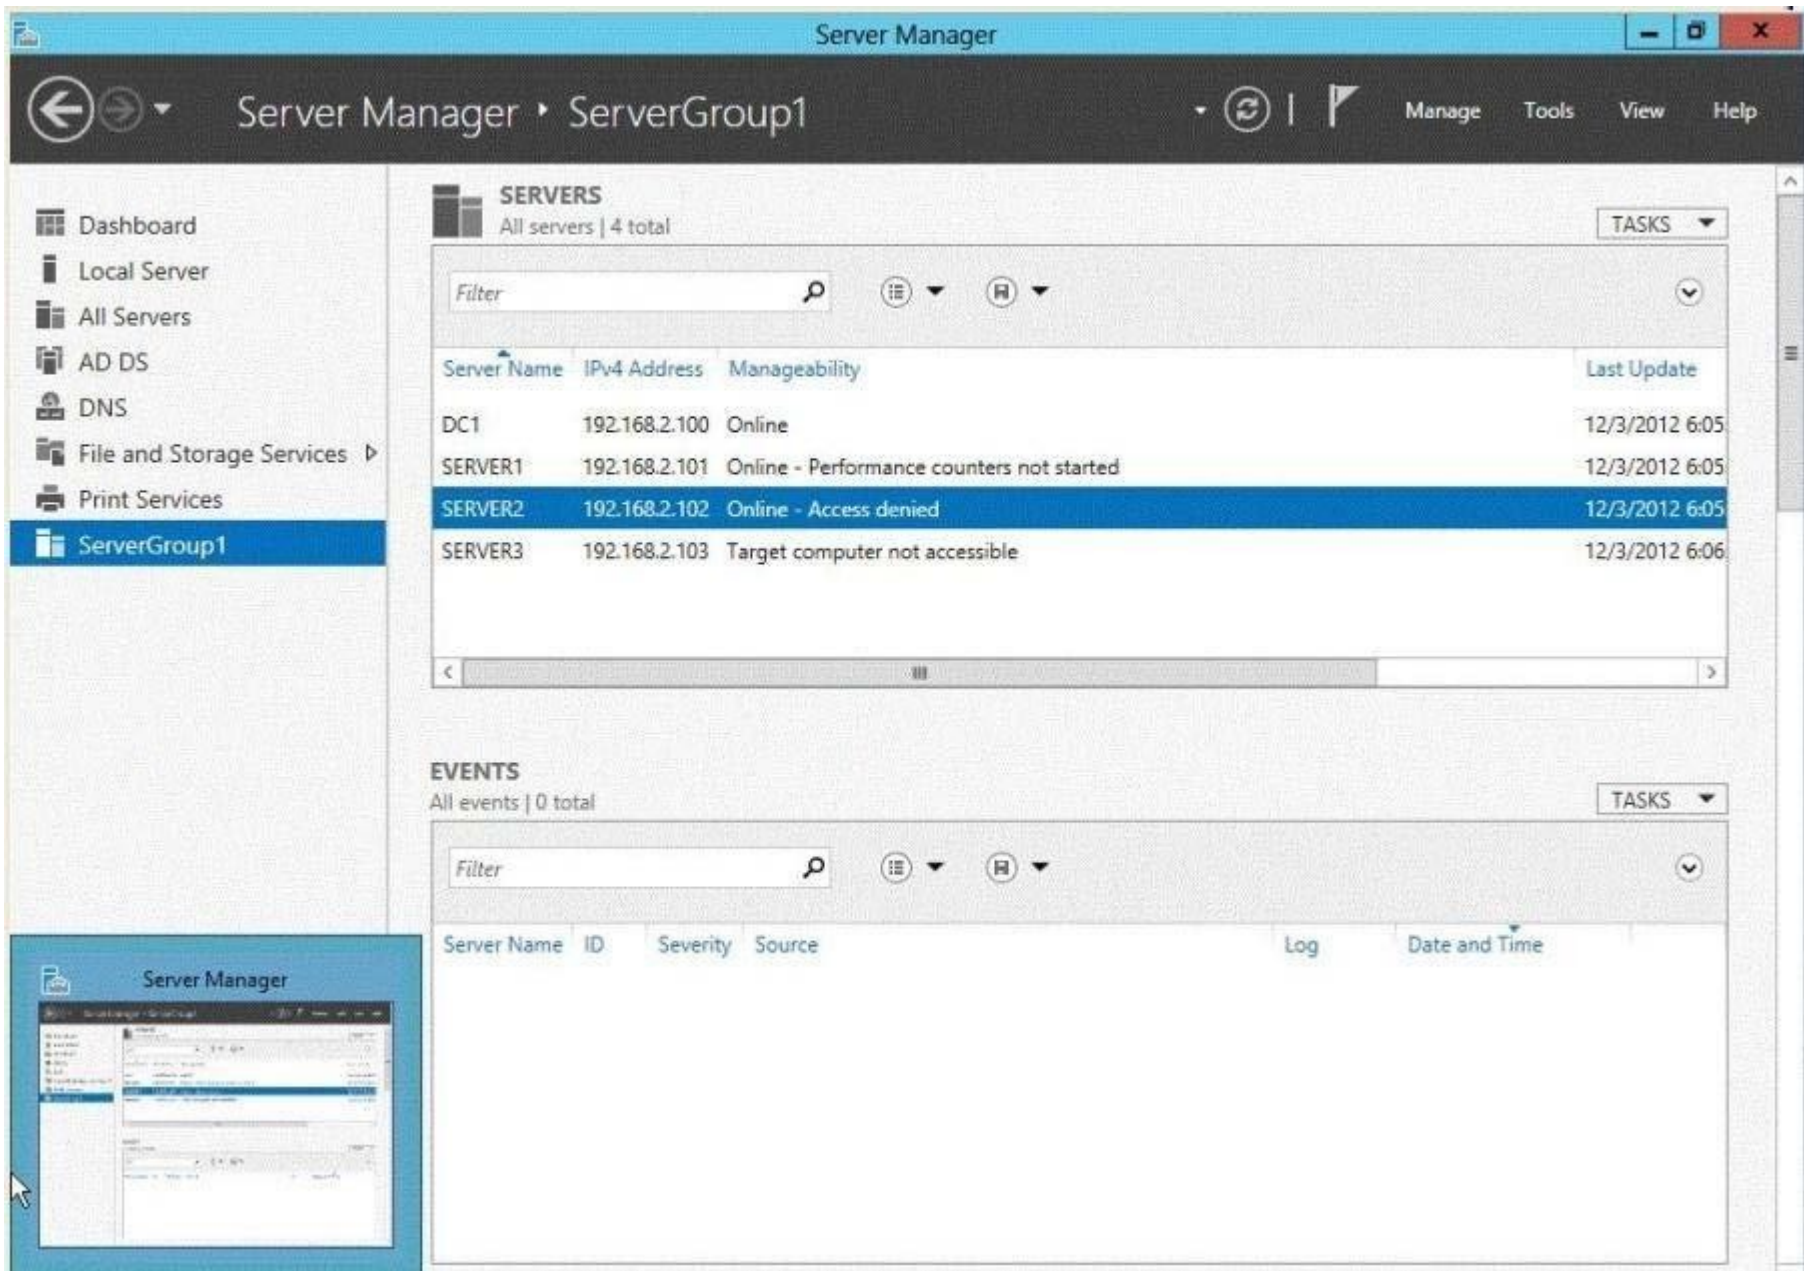 Server Manager
Server Manager ‣ ServerGroup1
Manage Tools View Help
Dashboard
Local Server
All Servers
AD DS
DNS
File and Storage Services
Print Services
ServerGroup1
SERVERS
All servers | 4 total
TASKS
Filter
Server Name IPv4 Address Manageability Last Update
DC1 192.168.2.100 Online 12/3/2012 6:05
SERVER1 192.168.2.101 Online - Performance counters not started 12/3/2012 6:05
SERVER2 192.168.2.102 Online - Access denied 12/3/2012 6:05
SERVER3 192.168.2.103 Target computer not accessible 12/3/2012 6:06
EVENTS
All events | 0 total
TASKS
Filter
Server Name ID Severity Source Log Date and Time
Server Manager